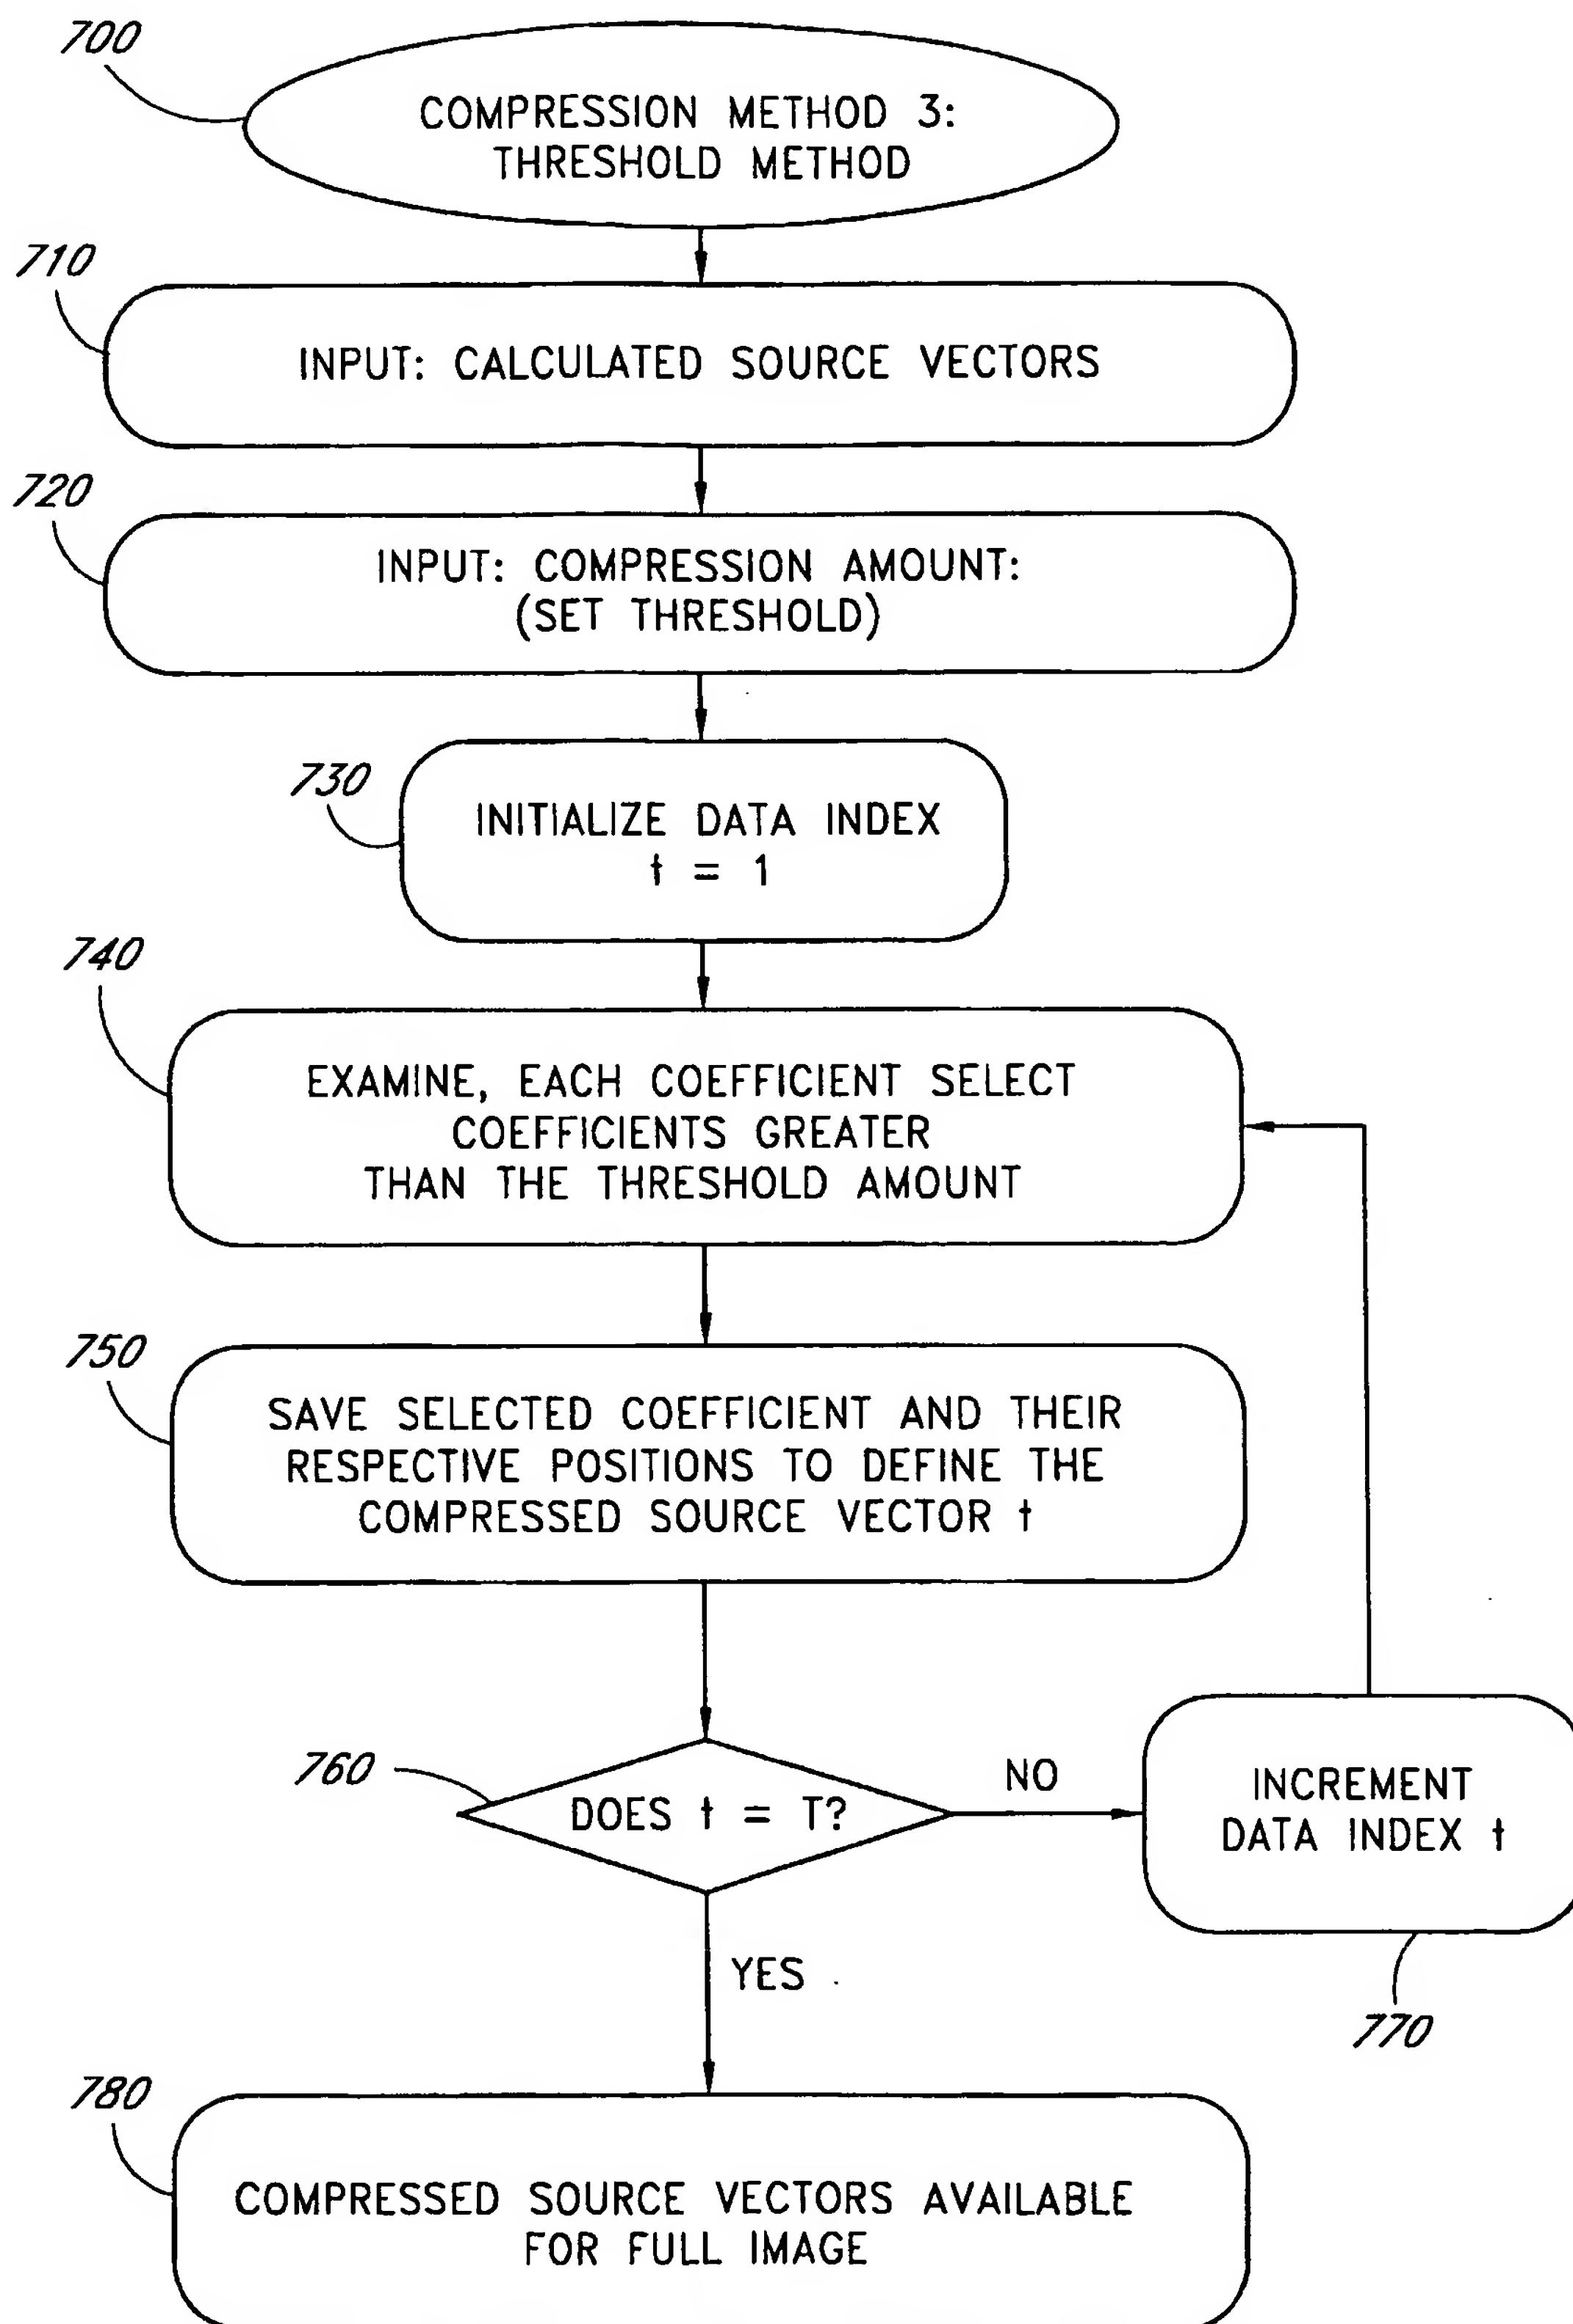 700
COMPRESSION METHOD 3:
THRESHOLD METHOD
710
INPUT: CALCULATED SOURCE VECTORS
720
INPUT: COMPRESSION AMOUNT:
(SET THRESHOLD)
730
INITIALIZE DATA INDEX
t = 1
740
EXAMINE, EACH COEFFICIENT SELECT
COEFFICIENTS GREATER
THAN THE THRESHOLD AMOUNT
750
SAVE SELECTED COEFFICIENT AND THEIR
RESPECTIVE POSITIONS TO DEFINE THE
COMPRESSED SOURCE VECTOR t
760
DOES t = T?
NO
INCREMENT
DATA INDEX t
770
YES
780
COMPRESSED SOURCE VECTORS AVAILABLE
FOR FULL IMAGE